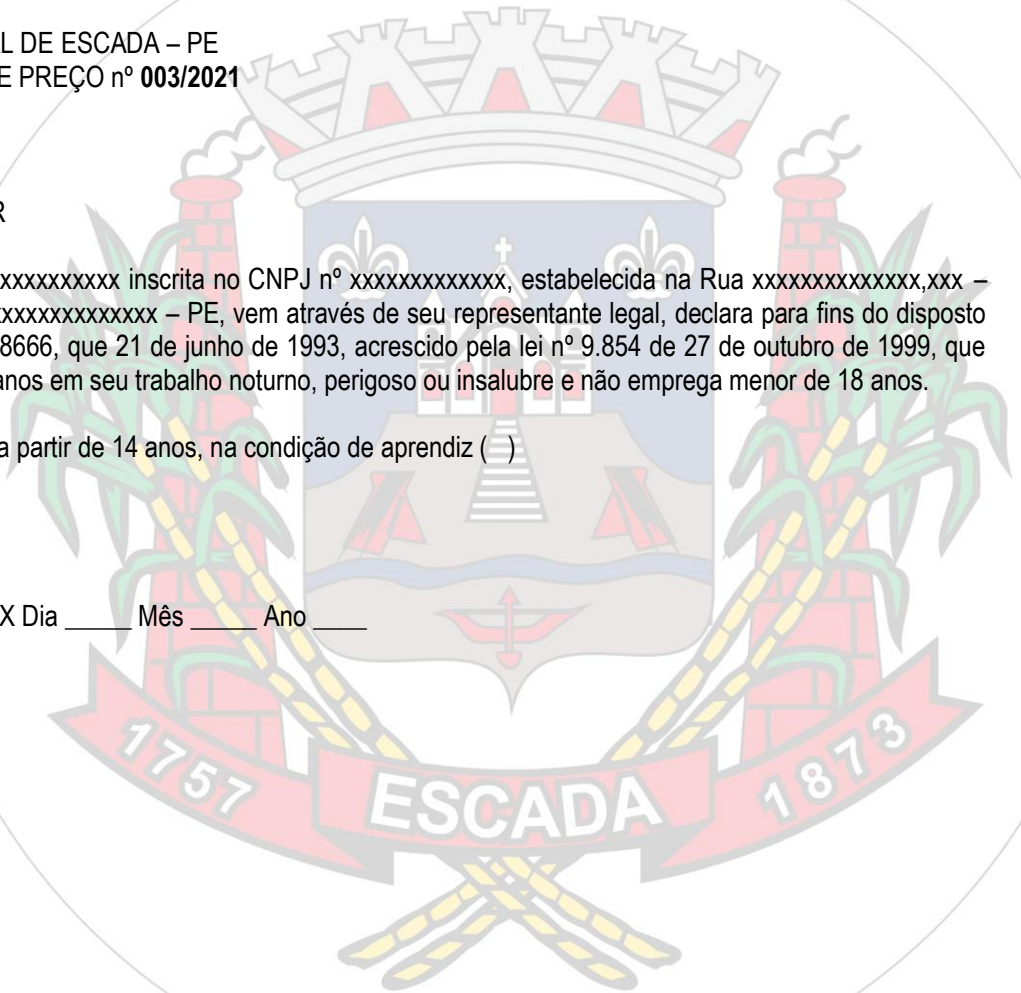 AL DE ESCADA – PE
E PREÇO nº 003/2021
R
xxxxxxxxxx inscrita no CNPJ nº xxxxxxxxxxxxx, estabelecida na Rua xxxxxxxxxxxxxx,xxx –
xxxxxxxxxxxxx – PE, vem através de seu representante legal, declara para fins do disposto
8666, que 21 de junho de 1993, acrescido pela lei nº 9.854 de 27 de outubro de 1999, que
anos em seu trabalho noturno, perigoso ou insalubre e não emprega menor de 18 anos.
a partir de 14 anos, na condição de aprendiz ( )
X Dia _____ Mês _____ Ano ____
1757 ESCADA 1873